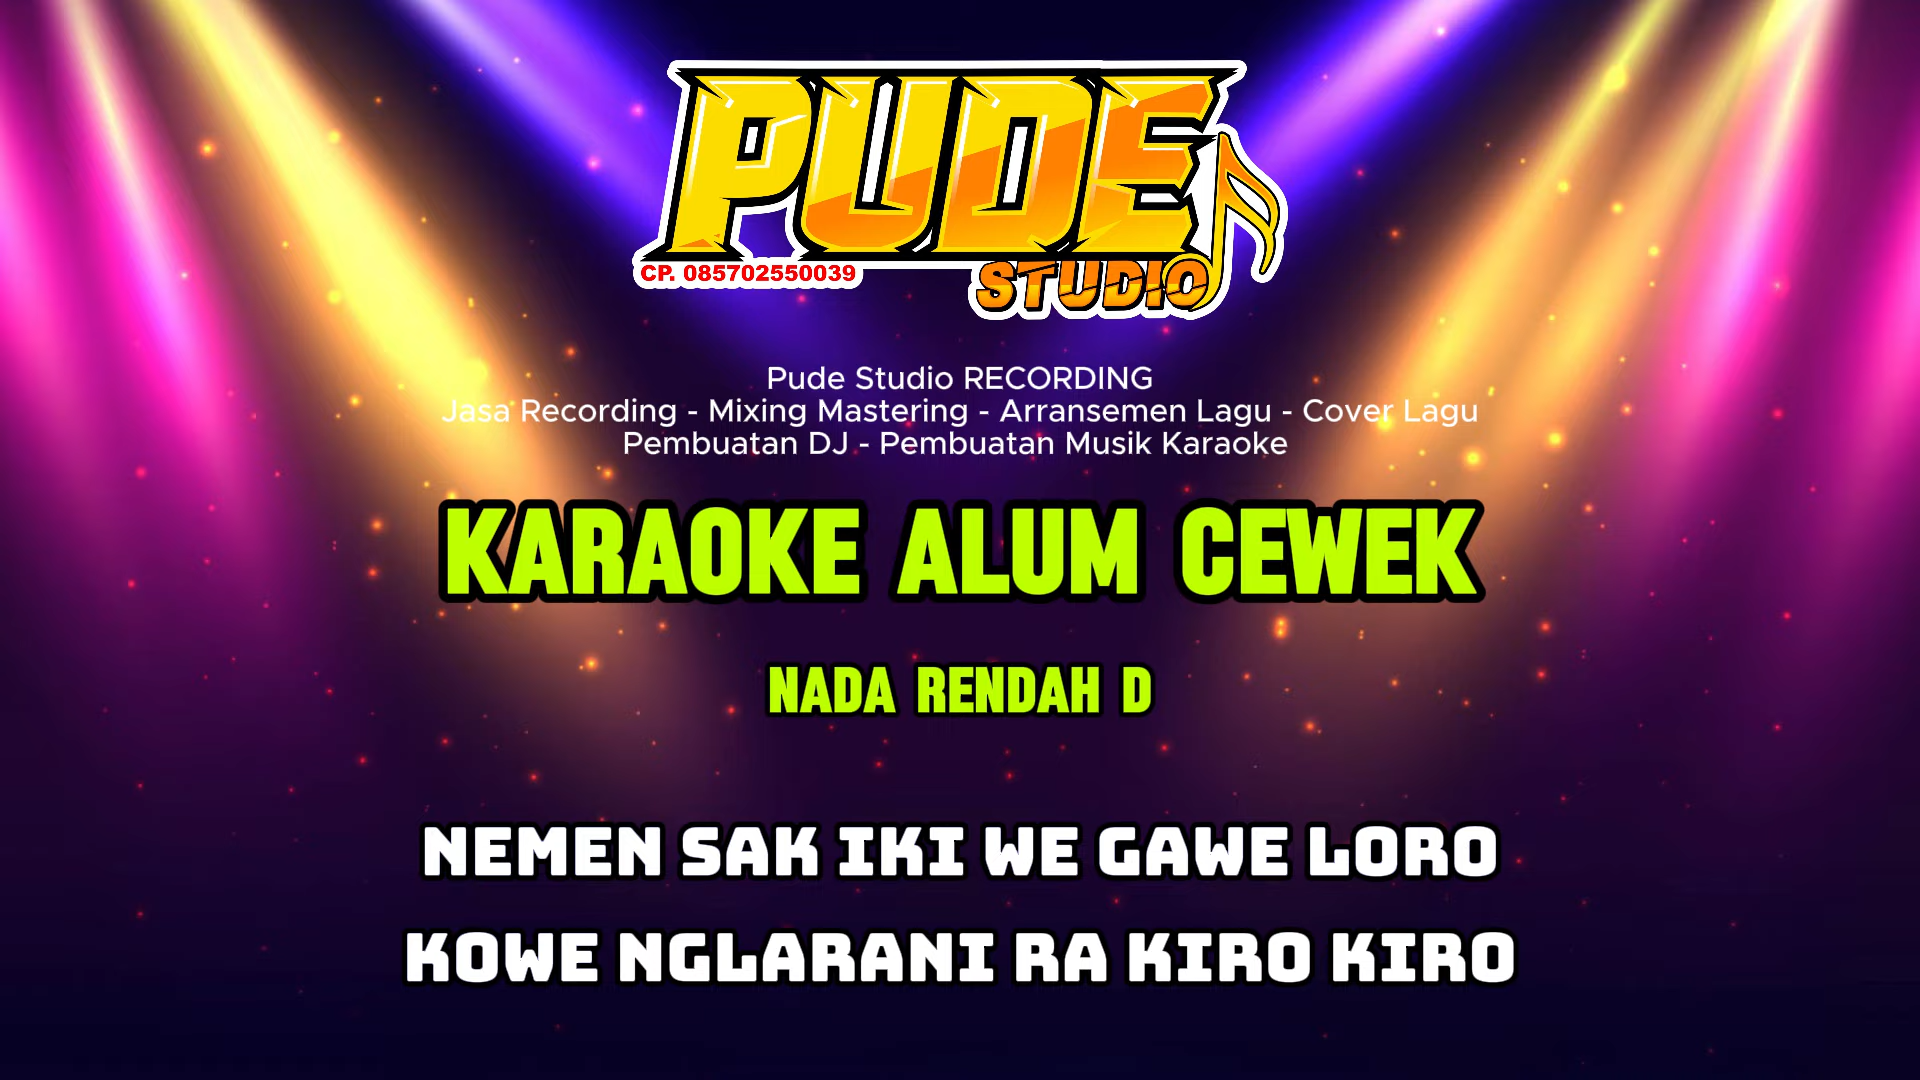 PUDE
CP. 085702550039
STUDIO
Pude Studio RECORDING
Jasa Recording - Mixing Mastering - Arransemen Lagu - Cover Lagu
Pembuatan DJ - Pembuatan Musik Karaoke
KARAOKE ALUM CEWEK
NADA RENDAH D
NEMEN SAK IKI WE GAWE LORO
KOWE NGLARANI RA KIRO KIRO